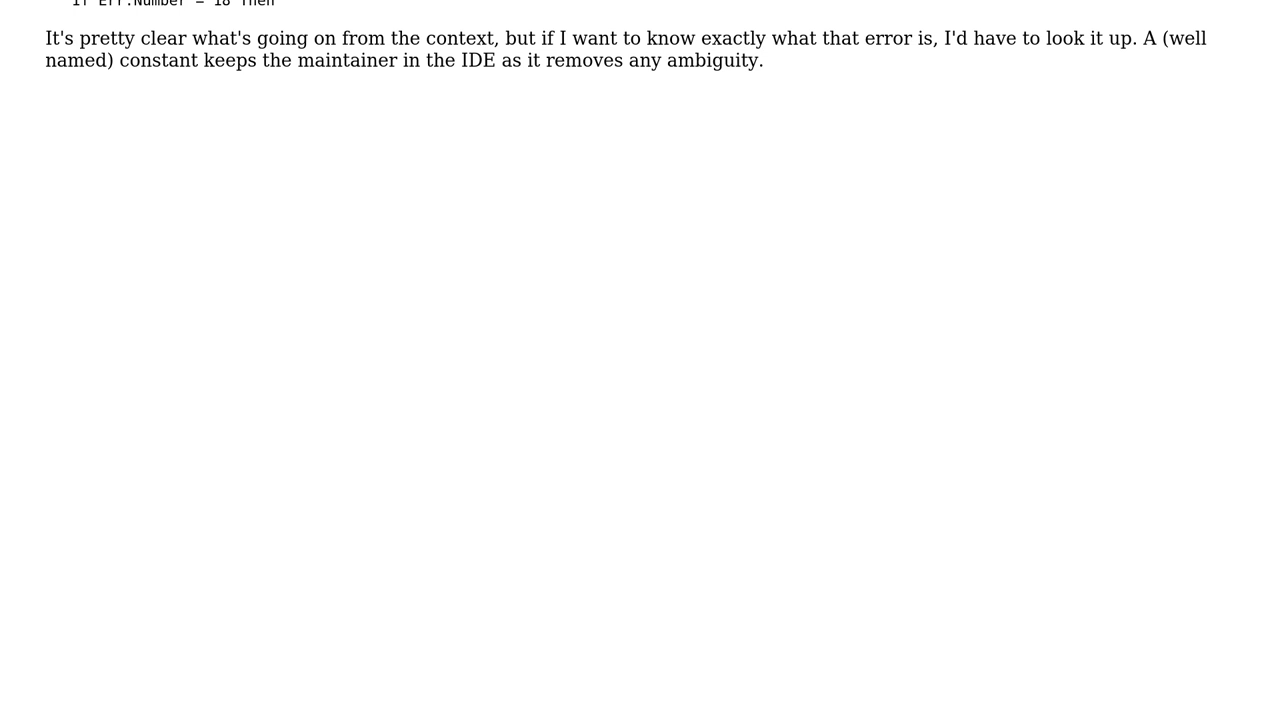 If Err.Number = 18 Then
It's pretty clear what's going on from the context, but if I want to know exactly what that error is, I'd have to look it up. A (well
named) constant keeps the maintainer in the IDE as it removes any ambiguity.